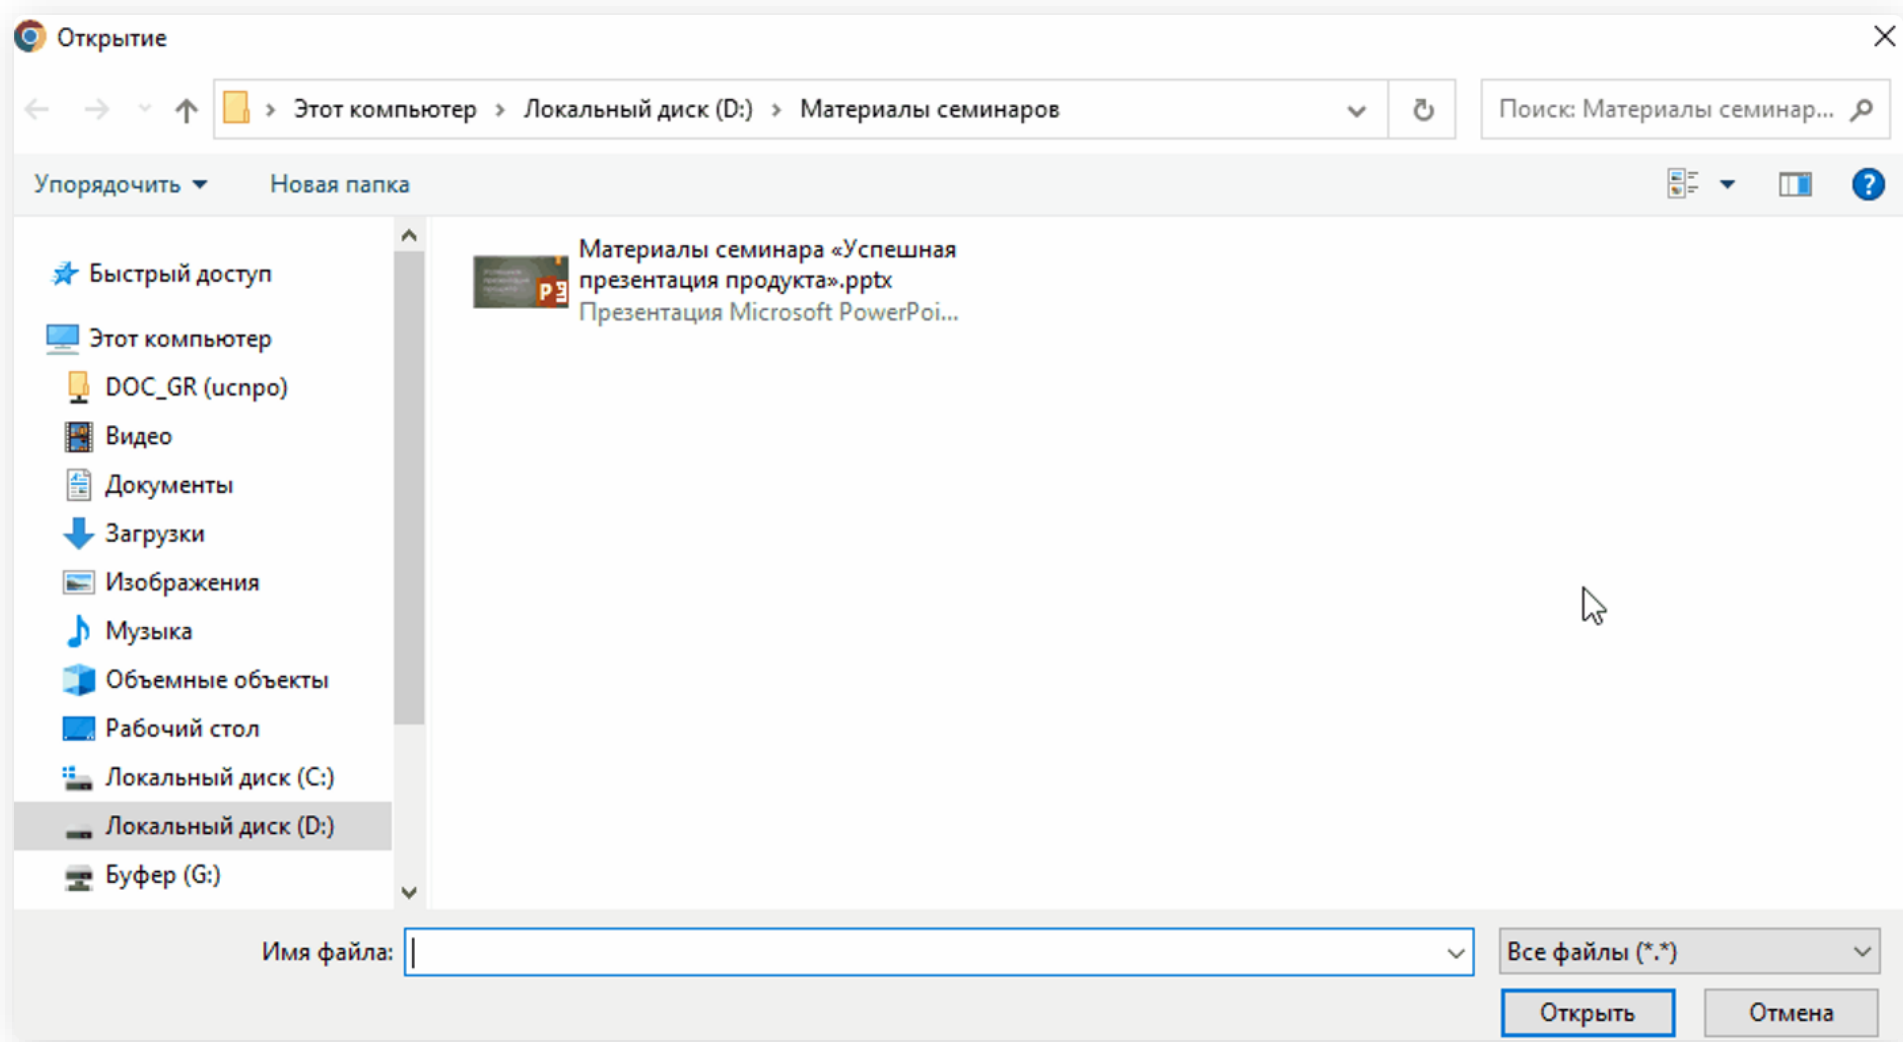 Открытие
Этот компьютер
Локальный диск (D:)
Материалы семинаров
Поиск: Материалы семинар...
Упорядочить
Новая папка
Быстрый доступ
Этот компьютер
DOC_GR (ucnpo)
Видео
Документы
Загрузки
Изображения
Музыка
Объемные объекты
Рабочий стол
Локальный диск (C:)
Локальный диск (D:)
Буфер (G:)
Материалы семинара «Успешная
презентация продукта».pptx
Презентация Microsoft PowerPoi...
Имя файла:
Все файлы (*.*)
Открыть
Отмена